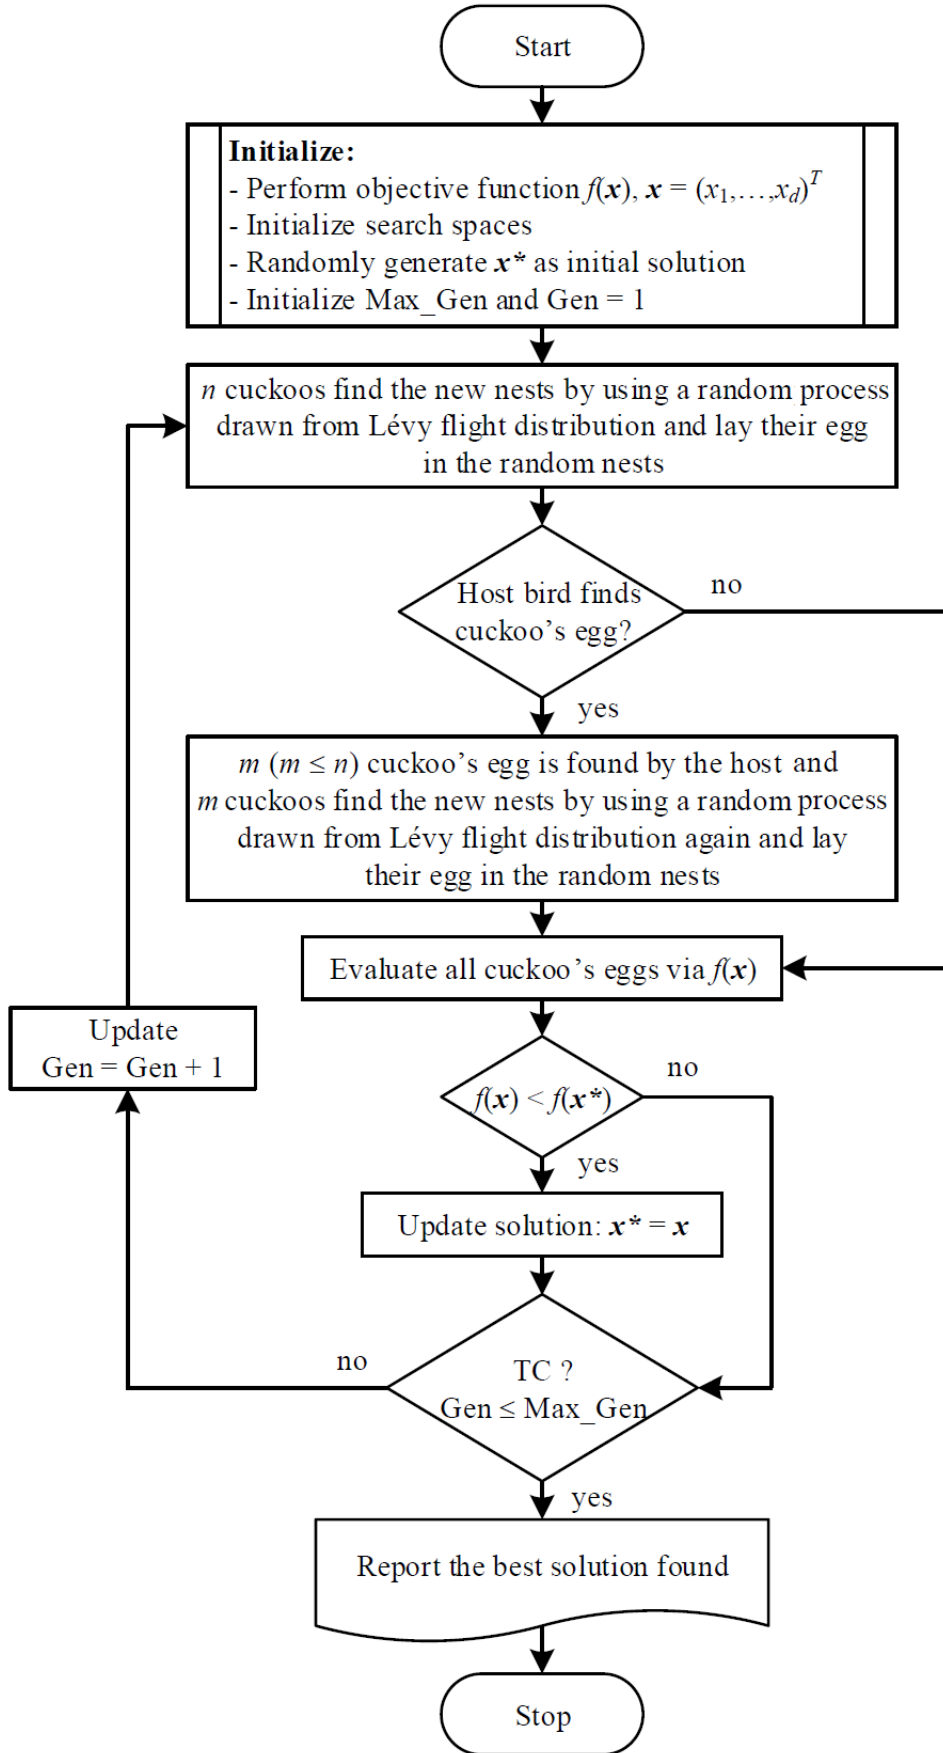 Start
Initialize:
- Perform objective function f(x), x = (x₁,…,x_d)ᵀ
- Initialize search spaces
- Randomly generate x* as initial solution
- Initialize Max_Gen and Gen = 1
n cuckoos find the new nests by using a random process
drawn from Lévy flight distribution and lay their egg
in the random nests
Host bird finds
cuckoo’s egg?
no
yes
m (m ≤ n) cuckoo’s egg is found by the host and
m cuckoos find the new nests by using a random process
drawn from Lévy flight distribution again and lay
their egg in the random nests
Evaluate all cuckoo’s eggs via f(x)
Update
Gen = Gen + 1
f(x) < f(x*)
no
yes
Update solution: x* = x
TC ?
Gen ≤ Max_Gen
no
yes
Report the best solution found
Stop